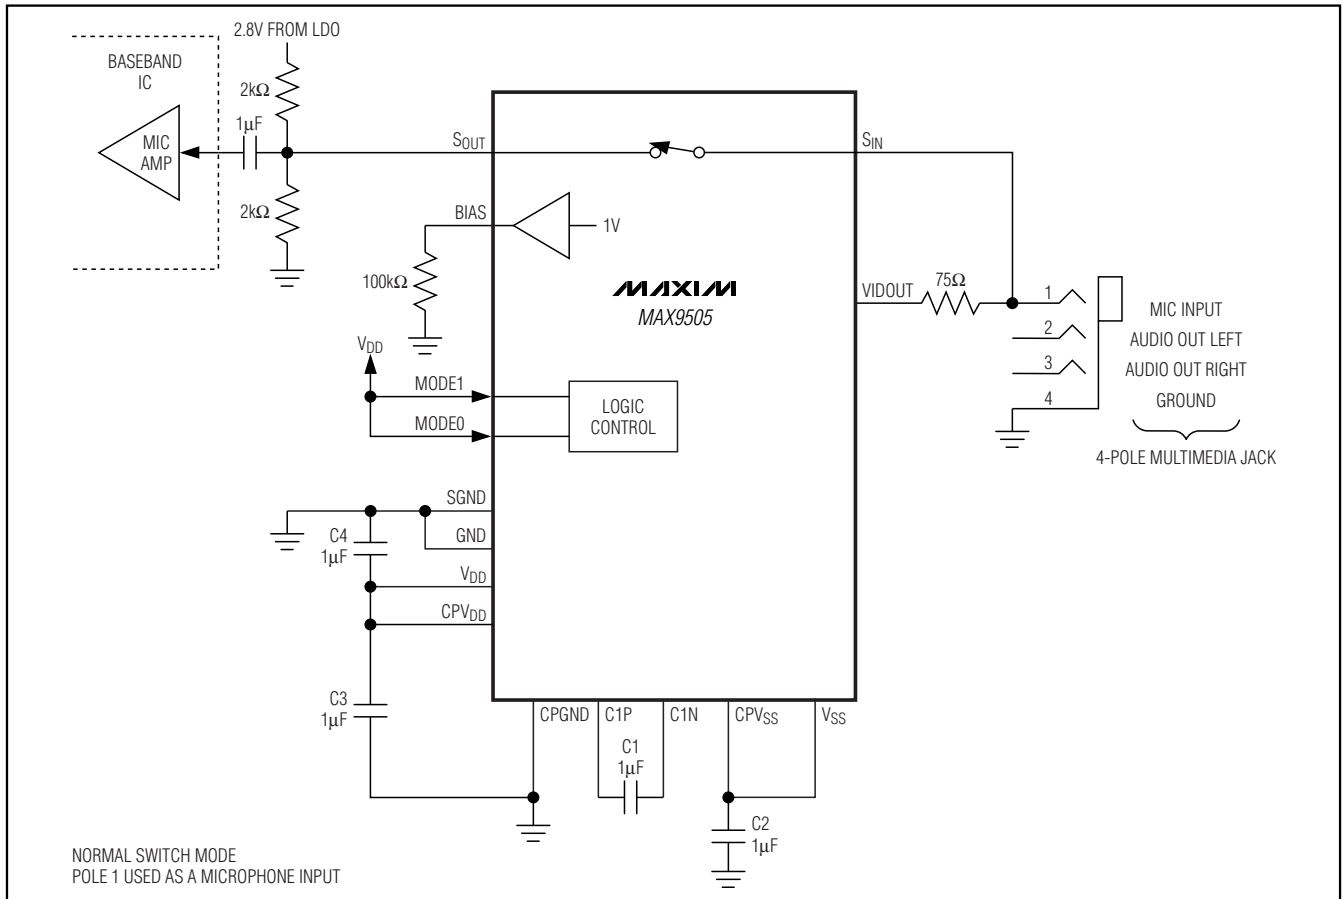 2.8V FROM LDO
BASEBAND
IC
2kΩ
1µF
MIC
AMP
SOUT
SIN
2kΩ
BIAS
1V
100kΩ
MAXIM
MAX9505
VIDOUT
75Ω
1
MIC INPUT
2
AUDIO OUT LEFT
3
AUDIO OUT RIGHT
4
GROUND
4-POLE MULTIMEDIA JACK
VDD
MODE1
MODE0
LOGIC
CONTROL
SGND
C4
1µF
GND
VDD
CPVDD
C3
1µF
CPGND
C1P
C1N
CPVSS
VSS
C1
1µF
C2
1µF
NORMAL SWITCH MODE
POLE 1 USED AS A MICROPHONE INPUT